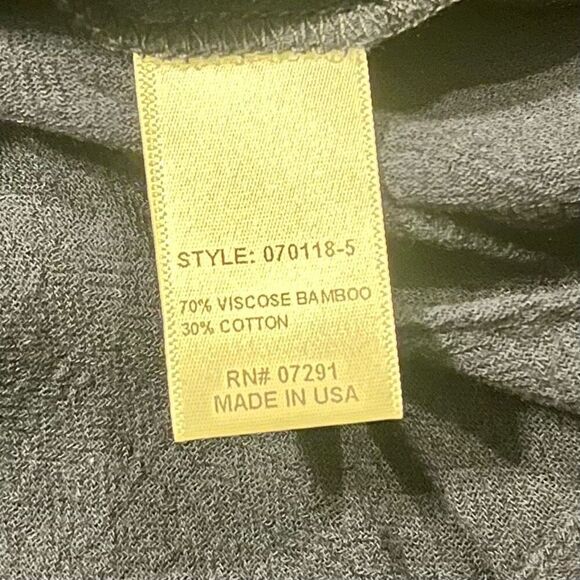 STYLE: 070118-5
70% VISCOSE BAMBOO
30% COTTON
RN# 07291
MADE IN USA